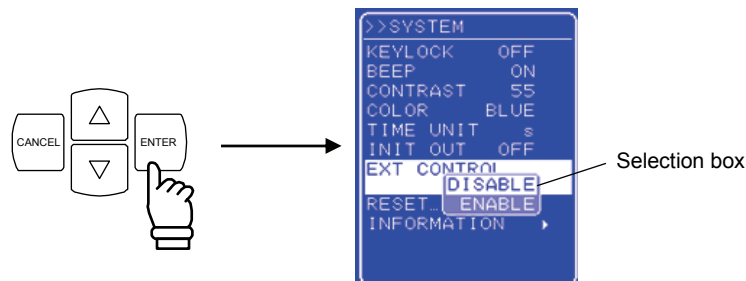 CANCEL
ENTER
>>SYSTEM
KEYLOCK OFF
BEEP ON
CONTRAST 55
COLOR BLUE
TIME UNIT s
INIT OUT OFF
EXT CONTROL
DISABLE
RESET… ENABLE
INFORMATION
Selection box